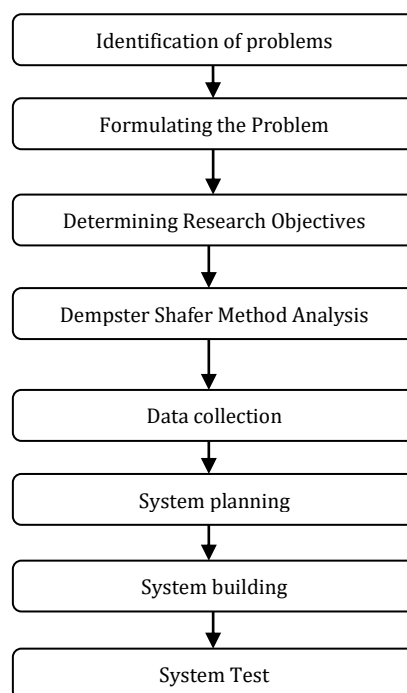 Identification of problems
Formulating the Problem
Determining Research Objectives
Dempster Shafer Method Analysis
Data collection
System planning
System building
System Test